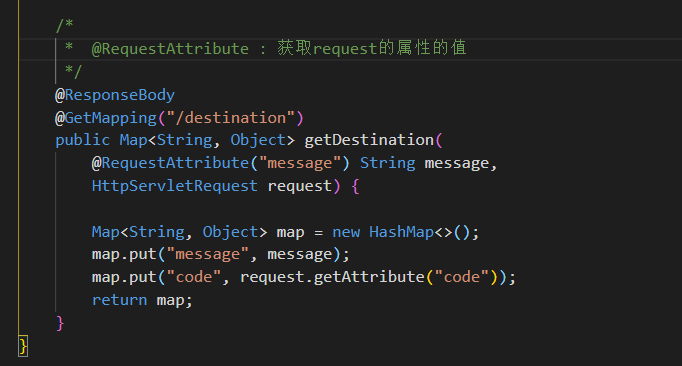 /*
 *  @RequestAttribute : 获取request的属性的值
 */
@ResponseBody
@GetMapping("/destination")
public Map<String, Object> getDestination(
    @RequestAttribute("message") String message,
    HttpServletRequest request) {
    Map<String, Object> map = new HashMap<>();
    map.put("message", message);
    map.put("code", request.getAttribute("code"));
    return map;
}
}